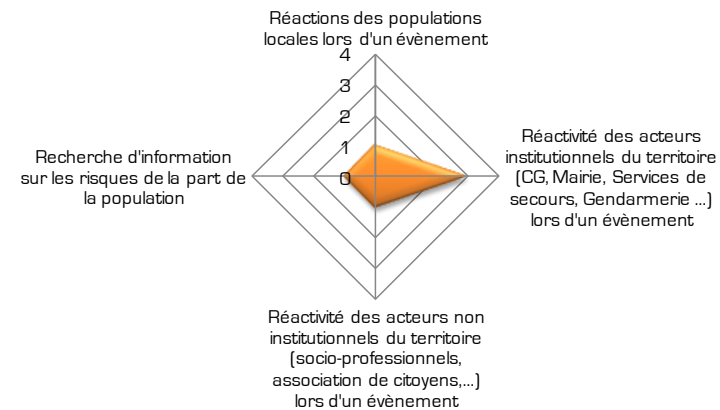 Réactions des populations
locales lors d'un évènement
4
3
2
1
0
Réactivité des acteurs
institutionnels du territoire
(CG, Mairie, Services de
secours, Gendarmerie ...)
lors d'un évènement
Recherche d'information
sur les risques de la part de
la population
Réactivité des acteurs non
institutionnels du territoire
(socio-professionnels,
association de citoyens,...)
lors d'un évènement